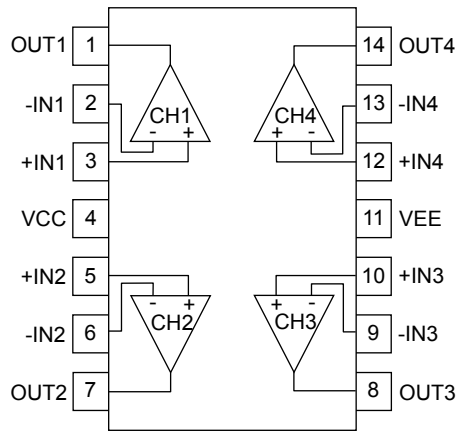 OUT1 1 14 OUT4
-IN1 2 CH1 CH4 13 -IN4
- + + -
+IN1 3 12 +IN4
VCC 4 11 VEE
+IN2 5 10 +IN3
- + + -
-IN2 6 CH2 CH3 9 -IN3
OUT2 7 8 OUT3